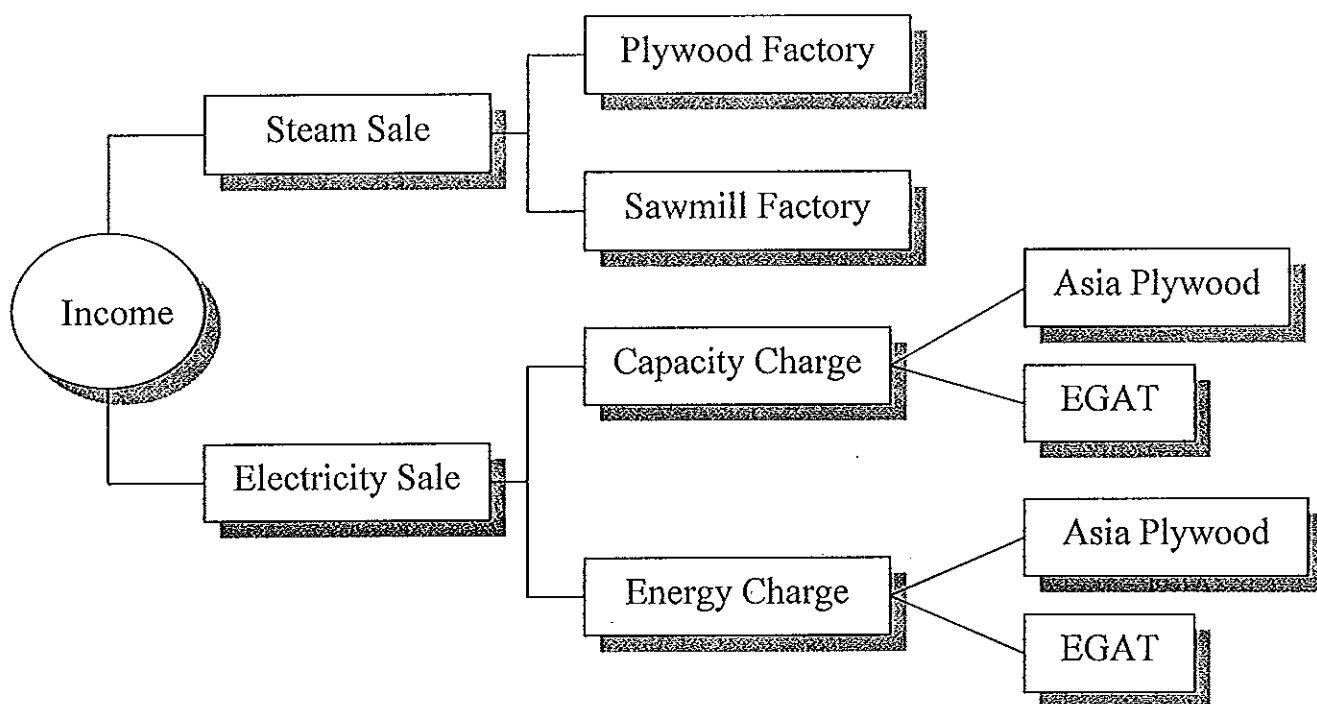 Plywood Factory
Steam Sale
Sawmill Factory
Income
Asia Plywood
Capacity Charge
EGAT
Electricity Sale
Asia Plywood
Energy Charge
EGAT